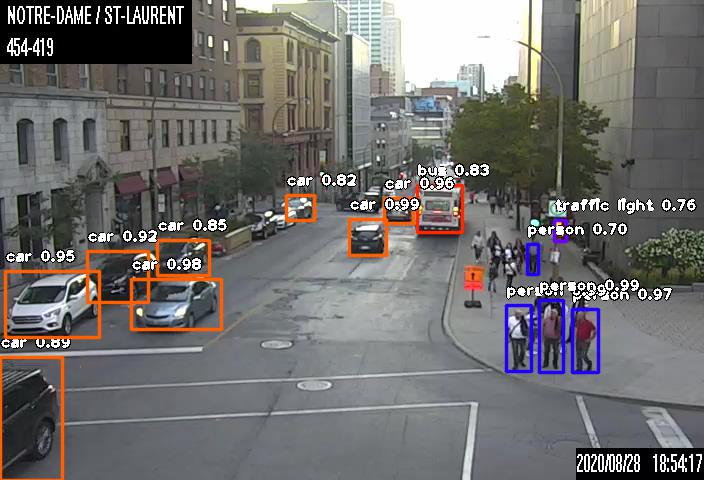 NOTRE-DAME / ST-LAURENT
454-419
bus 0.83
car 0.82
car 0.96
car 0.99
traffic light 0.76
car 0.85
person 0.70
car 0.92
car 0.95
car 0.98
person 0.99
person 0.97
car 0.89
2020/08/28 18:54:17